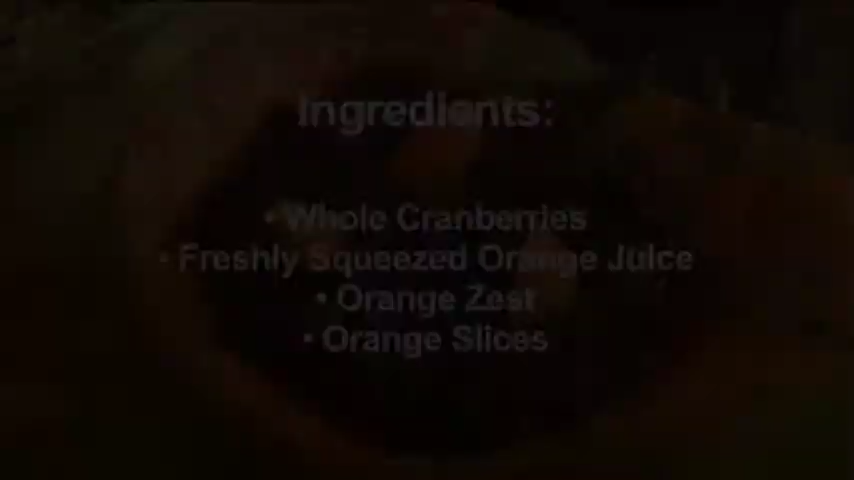 Ingredients:
• Whole Cranberries
• Freshly Squeezed Orange Juice
• Orange Zest
• Orange Slices